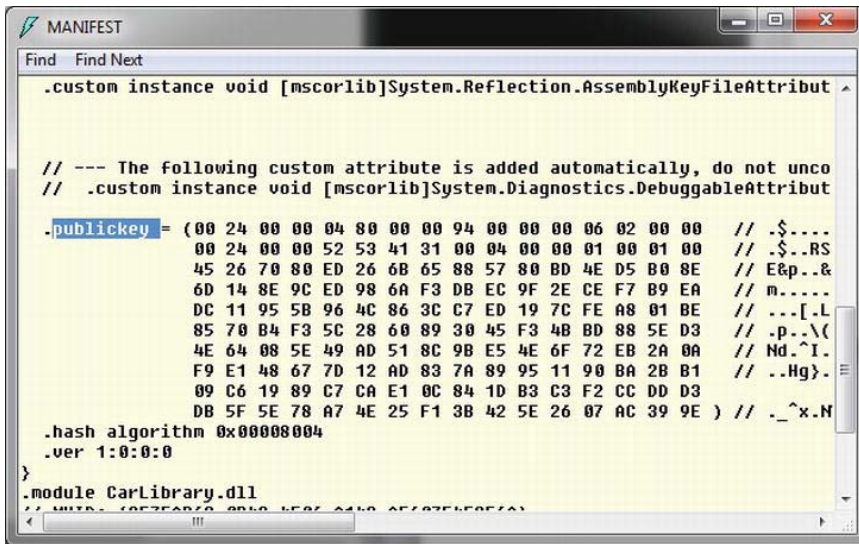 MANIFEST
Find Find Next
.custom instance void [mscorlib]System.Reflection.AssemblyKeyFileAttribut
// --- The following custom attribute is added automatically, do not unco
// .custom instance void [mscorlib]System.Diagnostics.DebuggableAttribut
.publickey = (00 24 00 00 04 80 00 00 94 00 00 00 06 02 00 00 // .$....
00 24 00 00 52 53 41 31 00 04 00 00 01 00 01 00 // .$..RS
45 26 70 80 ED 26 6B 65 88 57 80 BD 4E D5 B0 8E // E&p..&
6D 14 8E 9C ED 98 6A F3 DB EC 9F 2E CE F7 B9 EA // m.....
DC 11 95 5B 96 4C 86 3C C7 ED 19 7C FE A8 01 BE // ...[.L
85 70 B4 F3 5C 28 60 89 30 45 F3 4B BD 88 5E D3 // .p..\(
4E 64 08 5E 49 AD 51 8C 9B E5 4E 6F 72 EB 2A 0A // Nd.^I.
F9 E1 48 67 7D 12 AD 83 7A 89 95 11 90 BA 2B B1 // ..Hg}.
09 C6 19 89 C7 CA E1 0C 84 1D B3 C3 F2 CC DD D3
DB 5F 5E 78 A7 4E 25 F1 3B 42 5E 26 07 AC 39 9E ) // ._^x.N
.hash algorithm 0x00008004
.ver 1:0:0:0
}
.module CarLibrary.dll